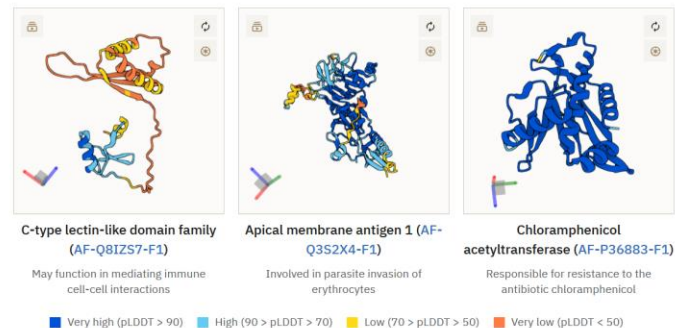 C-type lectin-like domain family
(AF-Q8IZS7-F1)
May function in mediating immune
cell-cell interactions
Apical membrane antigen 1 (AF-
Q3S2X4-F1)
Involved in parasite invasion of
erythrocytes
Chloramphenicol
acetyltransferase (AF-P36883-F1)
Responsible for resistance to the
antibiotic chloramphenicol
Very high (pLDDT > 90) High (90 > pLDDT > 70) Low (70 > pLDDT > 50) Very low (pLDDT < 50)